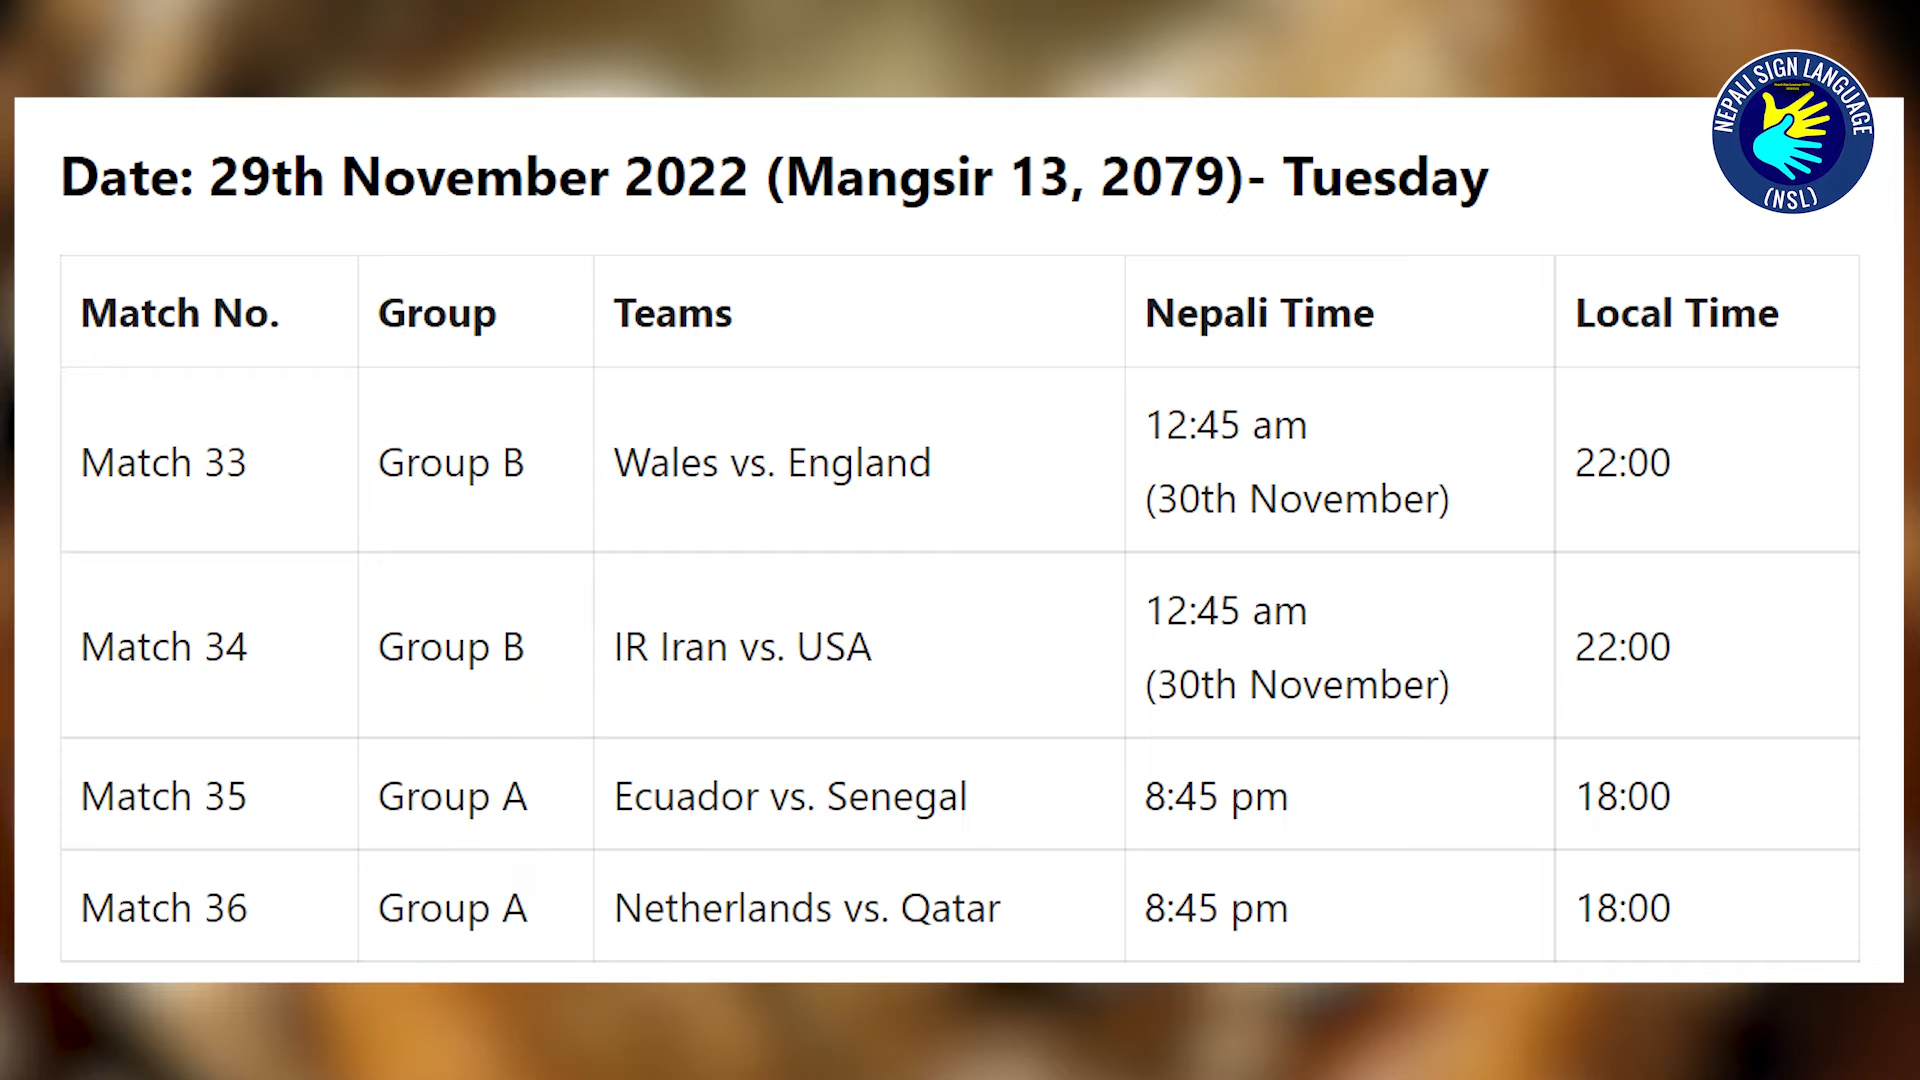 NEPALI SIGN LANGUAGE
(NSL)
Date: 29th November 2022 (Mangsir 13, 2079)- Tuesday
Match No. Group Teams Nepali Time Local Time
Match 33 Group B Wales vs. England 12:45 am (30th November) 22:00
Match 34 Group B IR Iran vs. USA 12:45 am (30th November) 22:00
Match 35 Group A Ecuador vs. Senegal 8:45 pm 18:00
Match 36 Group A Netherlands vs. Qatar 8:45 pm 18:00